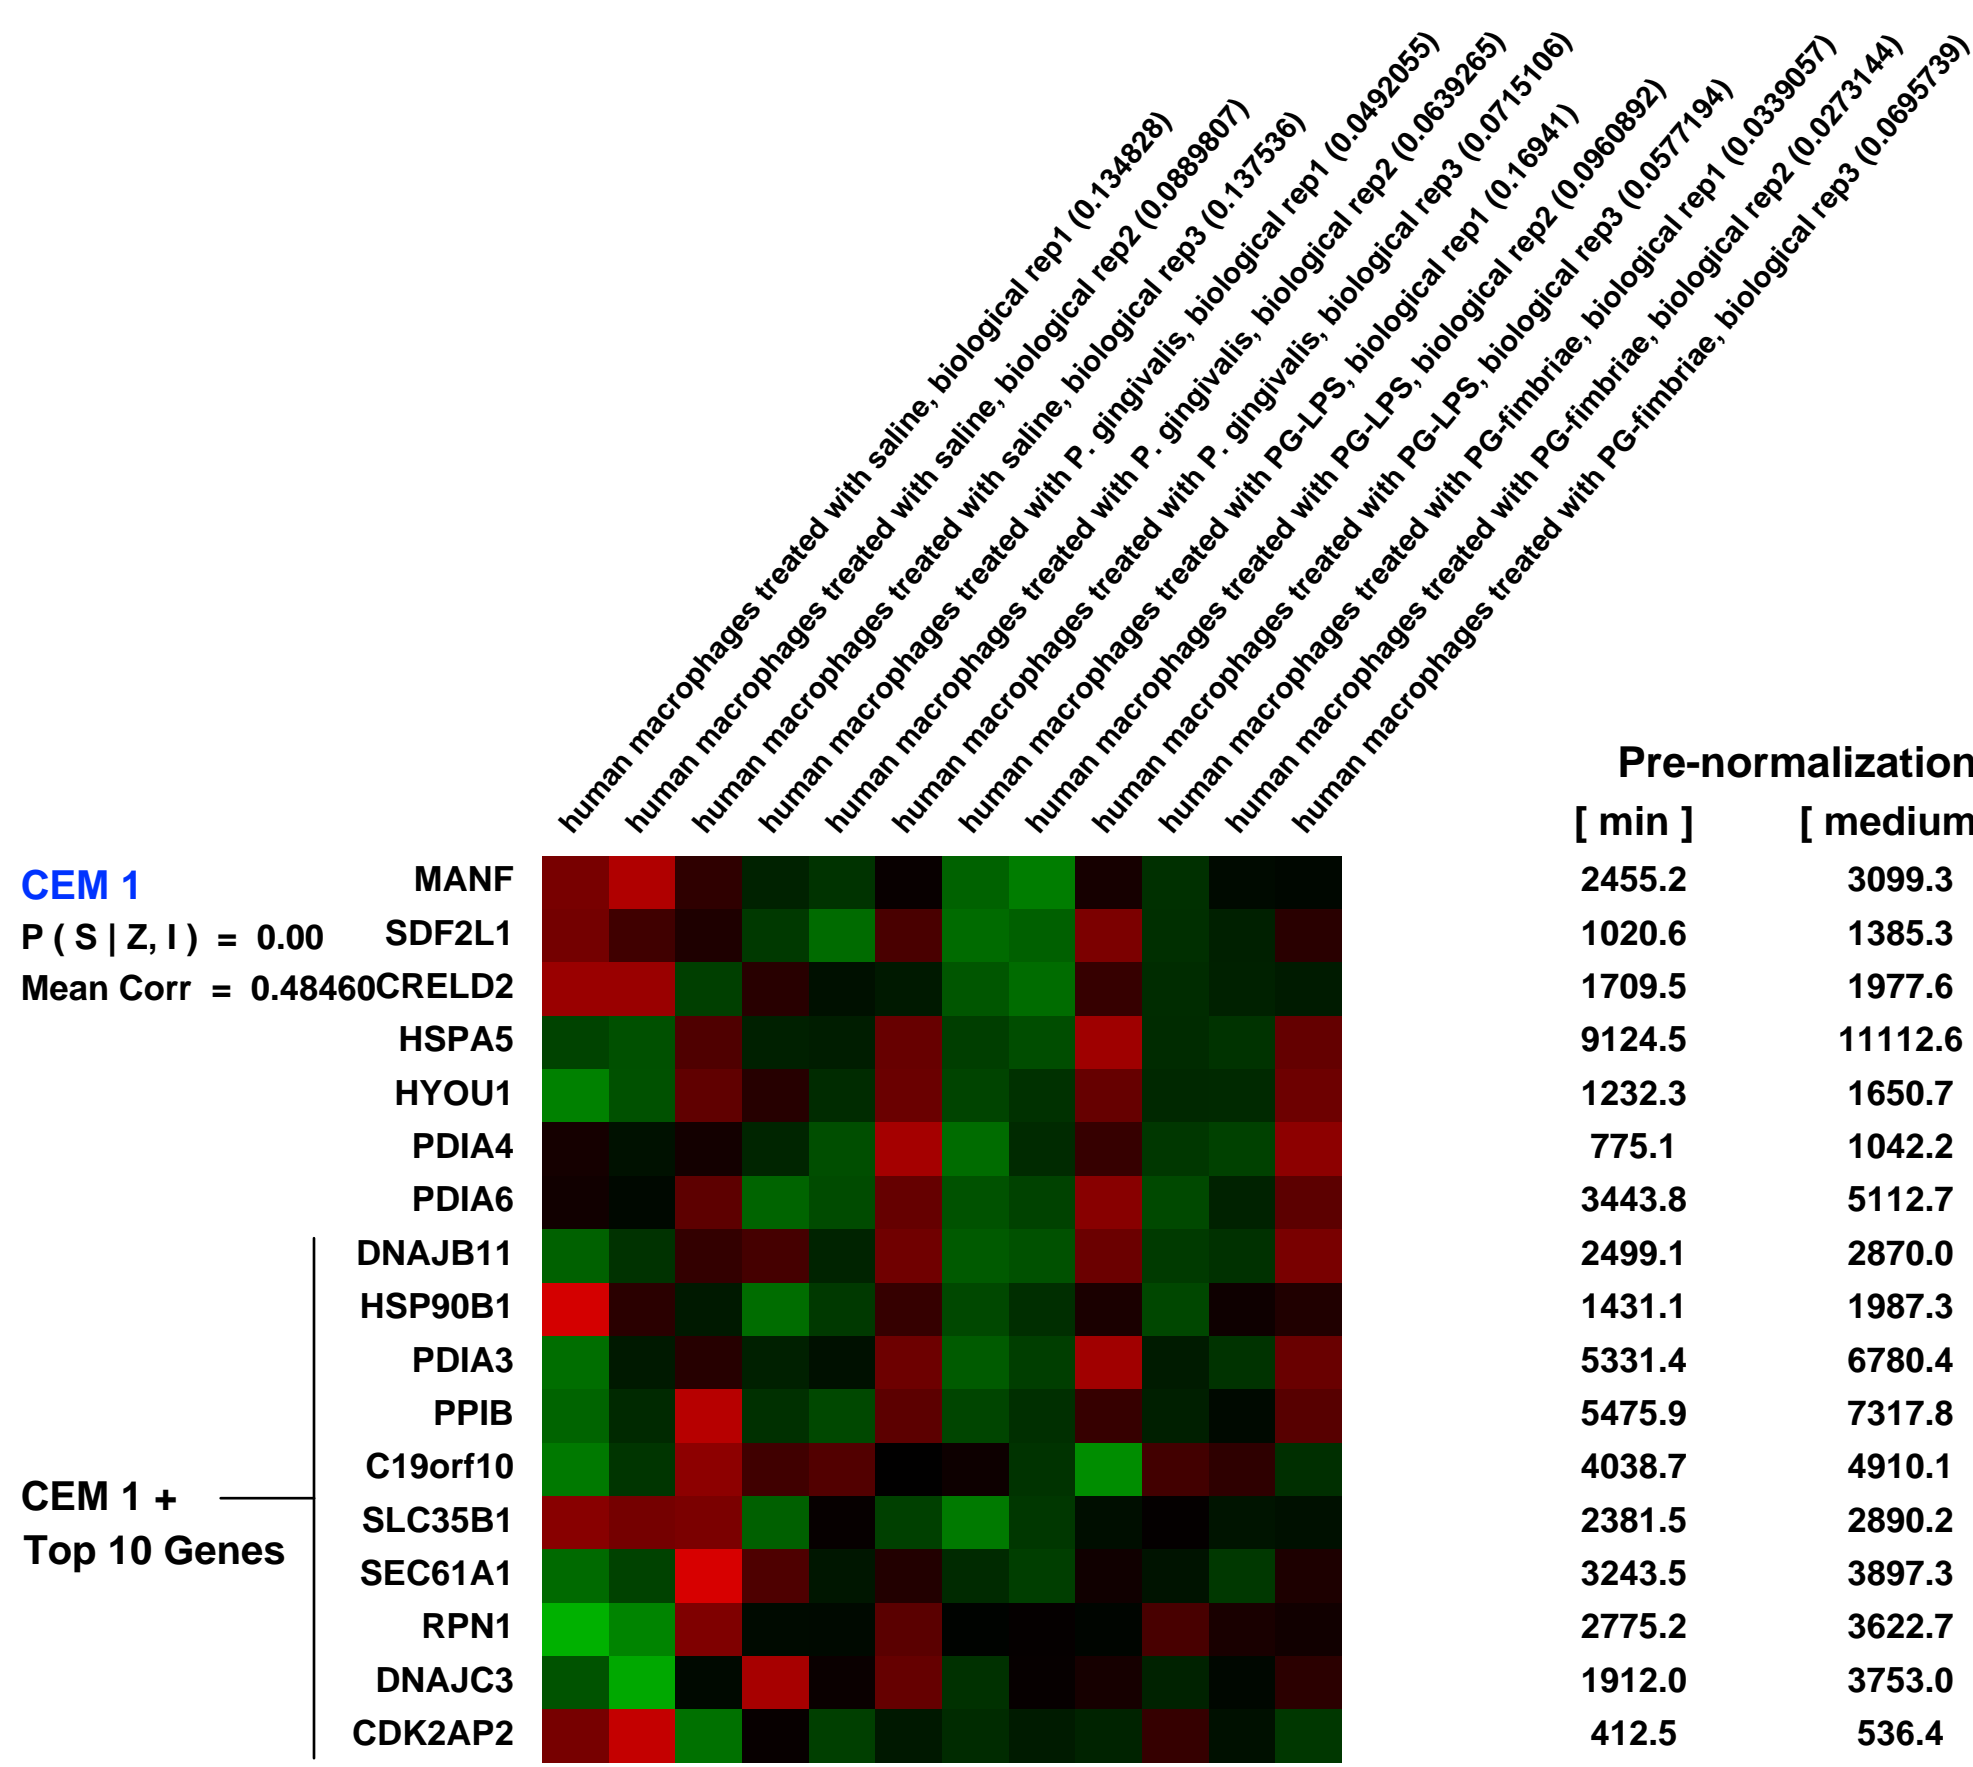 human macrophages treated with saline, biological rep1 (0.134828)
human macrophages treated with saline, biological rep2 (0.0889807)
human macrophages treated with saline, biological rep3 (0.137536)
human macrophages treated with P. gingivalis, biological rep1 (0.0492055)
human macrophages treated with P. gingivalis, biological rep2 (0.0639265)
human macrophages treated with P. gingivalis, biological rep3 (0.0715106)
human macrophages treated with PG-LPS, biological rep1 (0.16941)
human macrophages treated with PG-LPS, biological rep2 (0.0960892)
human macrophages treated with PG-LPS, biological rep3 (0.0577194)
human macrophages treated with PG-fimbriae, biological rep1 (0.0339057)
human macrophages treated with PG-fimbriae, biological rep2 (0.0273144)
human macrophages treated with PG-fimbriae, biological rep3 (0.0695739)
Pre-normalization
[ min ] [ medium
CEM 1
P ( S | Z, I ) = 0.00
Mean Corr = 0.48460
MANF 2455.2 3099.3
SDF2L1 1020.6 1385.3
CRELD2 1709.5 1977.6
HSPA5 9124.5 11112.6
HYOU1 1232.3 1650.7
PDIA4 775.1 1042.2
PDIA6 3443.8 5112.7
DNAJB11 2499.1 2870.0
HSP90B1 1431.1 1987.3
PDIA3 5331.4 6780.4
PPIB 5475.9 7317.8
C19orf10 4038.7 4910.1
SLC35B1 2381.5 2890.2
SEC61A1 3243.5 3897.3
RPN1 2775.2 3622.7
DNAJC3 1912.0 3753.0
CDK2AP2 412.5 536.4
CEM 1 +
Top 10 Genes